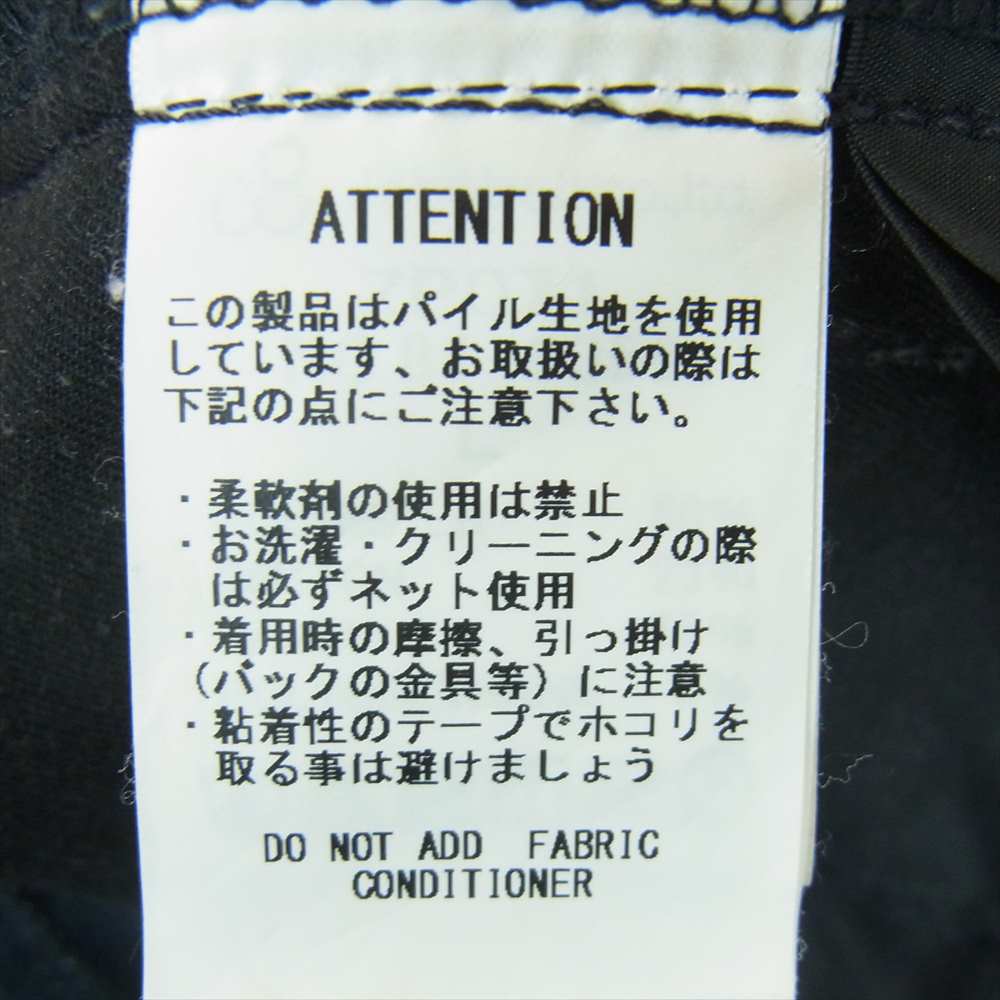 ATTENTION
この製品はパイル生地を使用
しています、お取扱いの際は
下記の点にご注意下さい。
・柔軟剤の使用は禁止
・お洗濯・クリーニングの際
は必ずネット使用
・着用時の摩擦、引っ掛け
（バックの金具等）に注意
・粘着性のテープでホコリを
取る事は避けましょう
DO NOT ADD FABRIC
CONDITIONER